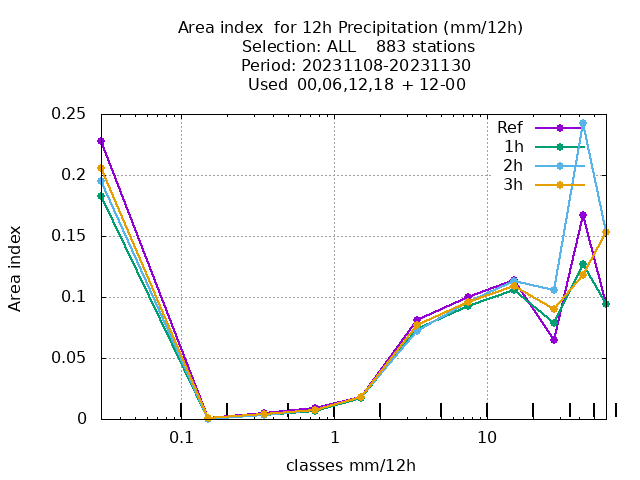 Area index  for 12h Precipitation (mm/12h)
Selection: ALL    883 stations
Period: 20231108-20231130
Used  00,06,12,18  + 12-00
0.25
0.2
0.15
0.1
0.05
0
Area index
Ref
1h
2h
3h
0.1
1
10
classes mm/12h